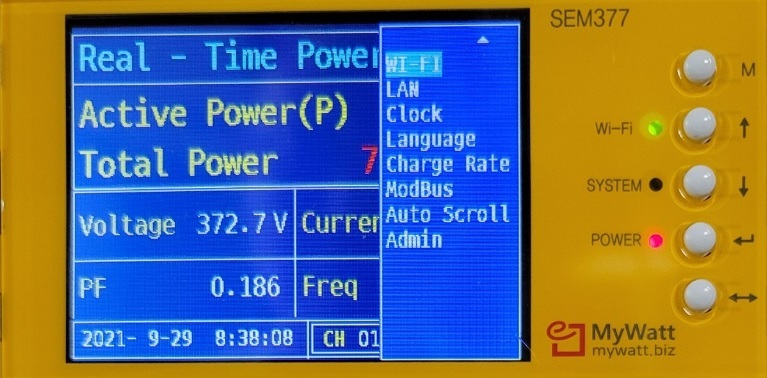 SEM377
Real - Time Power
Active Power(P)
Total Power 7
Voltage 372.7 V Curren
PF 0.186 Freq
2021- 9-29 8:38:08 CH 01
WI-FI
LAN
Clock
Language
Charge Rate
ModBus
Auto Scroll
Admin
M
Wi-Fi ↑
SYSTEM ↓
POWER ↵
↔
MyWatt
mywatt.biz